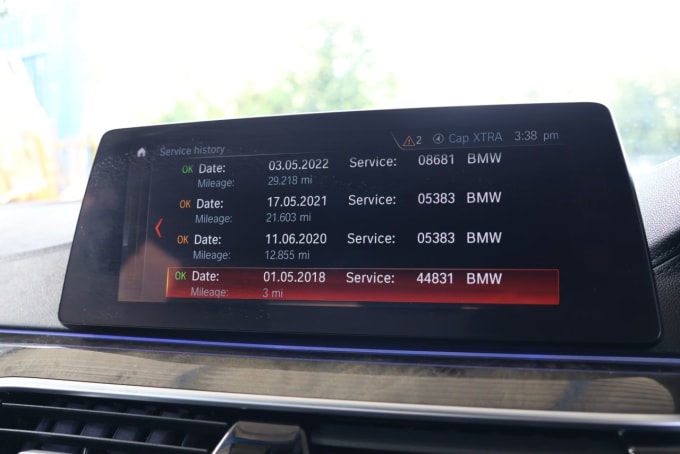 Service history
2 Cap XTRA 3:38 pm
OK Date: 03.05.2022 Service: 08681 BMW
Mileage: 29.218 mi
OK Date: 17.05.2021 Service: 05383 BMW
Mileage: 21.603 mi
OK Date: 11.06.2020 Service: 05383 BMW
Mileage: 12.855 mi
OK Date: 01.05.2018 Service: 44831 BMW
Mileage: 3 mi